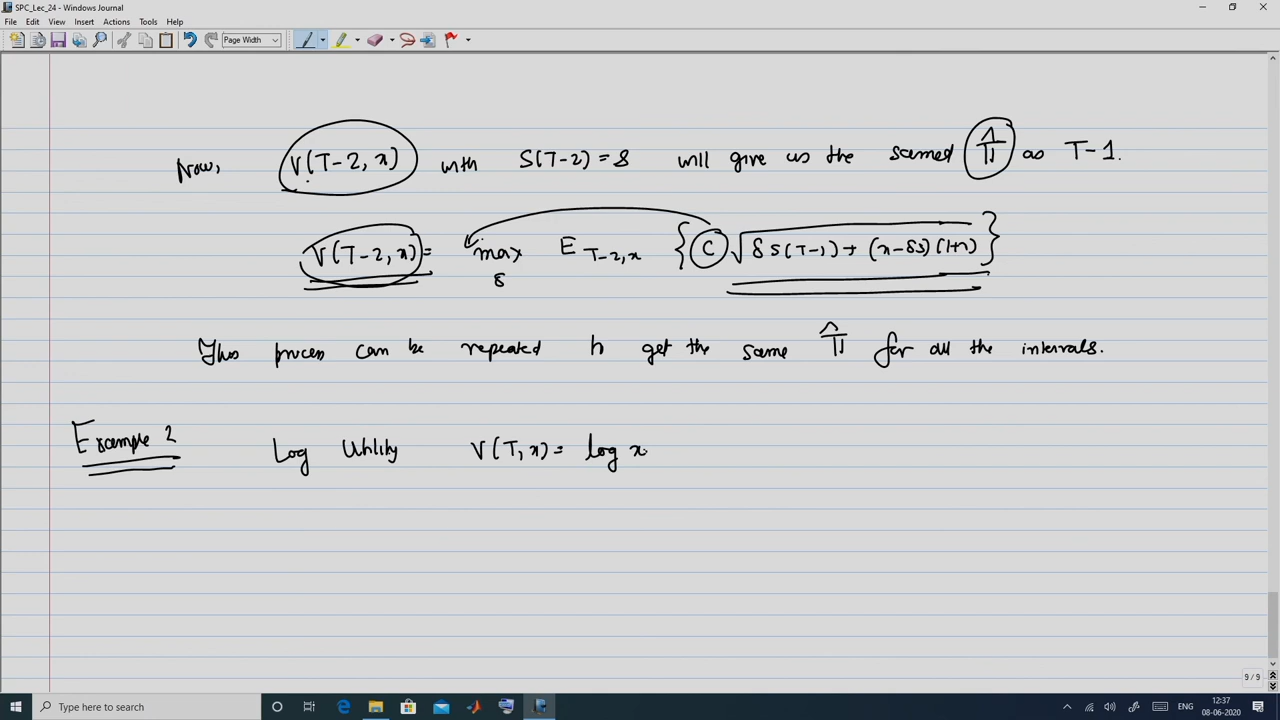 SPC_Lec_24 - Windows Journal
File Edit View Insert Actions Tools Help
Page Width
Now, V(T-2, x) with S(T-2) = s will give us the samed π̂ as T-1.
V(T-2, x) = max E T-2,x { C √ δ S(T-1) + (x-δs)(1+r) }
δ
This process can be repeated to get the same π̂ for all the intervals.
Example 2 Log Utility V(T, x) = log x
9 / 9
Type here to search
ENG
12:37
08-06-2020